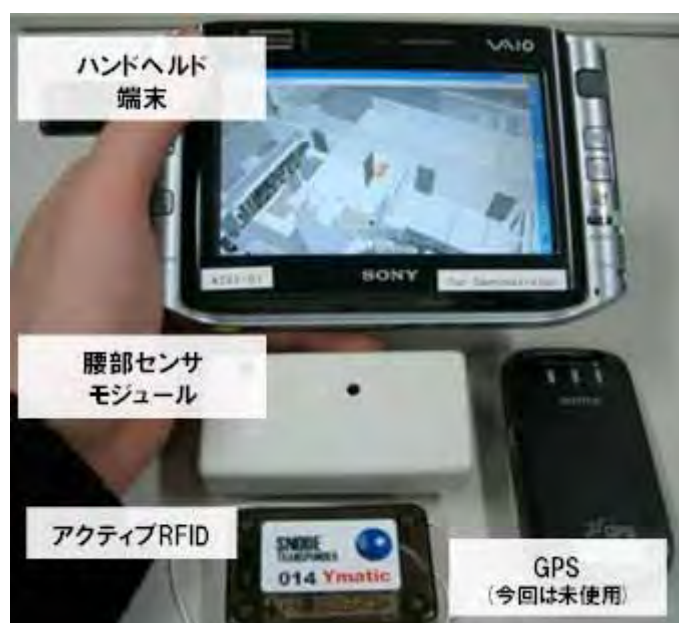 ハンドヘルド
端末
VAIO
SONY
腰部センサ
モジュール
アクティブRFID
SNODE
TRANSPONDER
014 Ymatic
GPS
(今回は未使用)